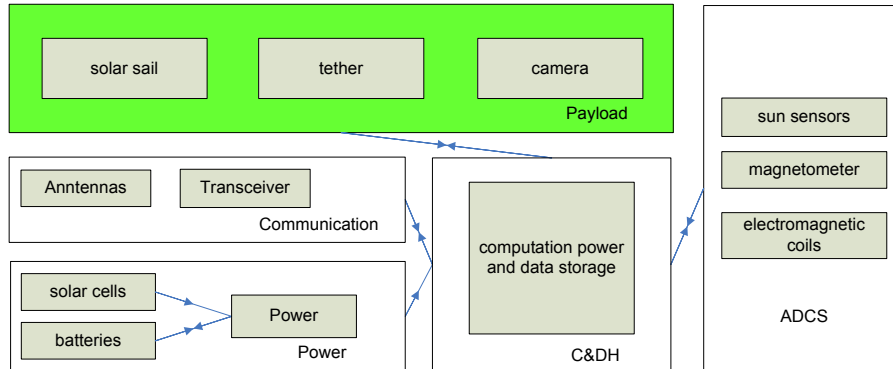 solar sail
tether
camera
Payload
Anntennas
Transceiver
Communication
solar cells
batteries
Power
Power
computation power
and data storage
C&DH
sun sensors
magnetometer
electromagnetic
coils
ADCS